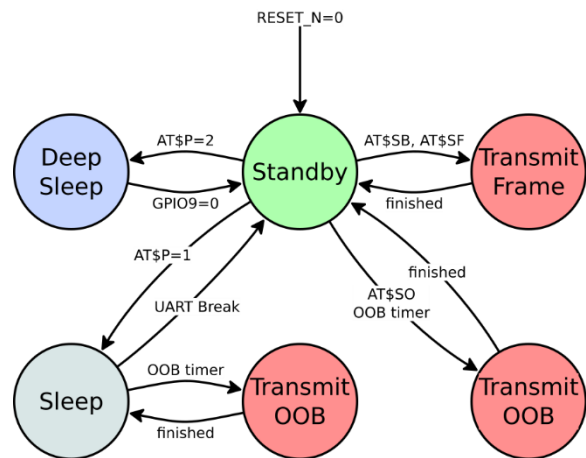 RESET_N=0
AT$P=2
AT$SB, AT$SF
Deep
Sleep
Standby
Transmit
Frame
GPIO9=0
finished
AT$P=1
finished
AT$SO
OOB timer
UART Break
OOB timer
Sleep
Transmit
OOB
Transmit
OOB
finished